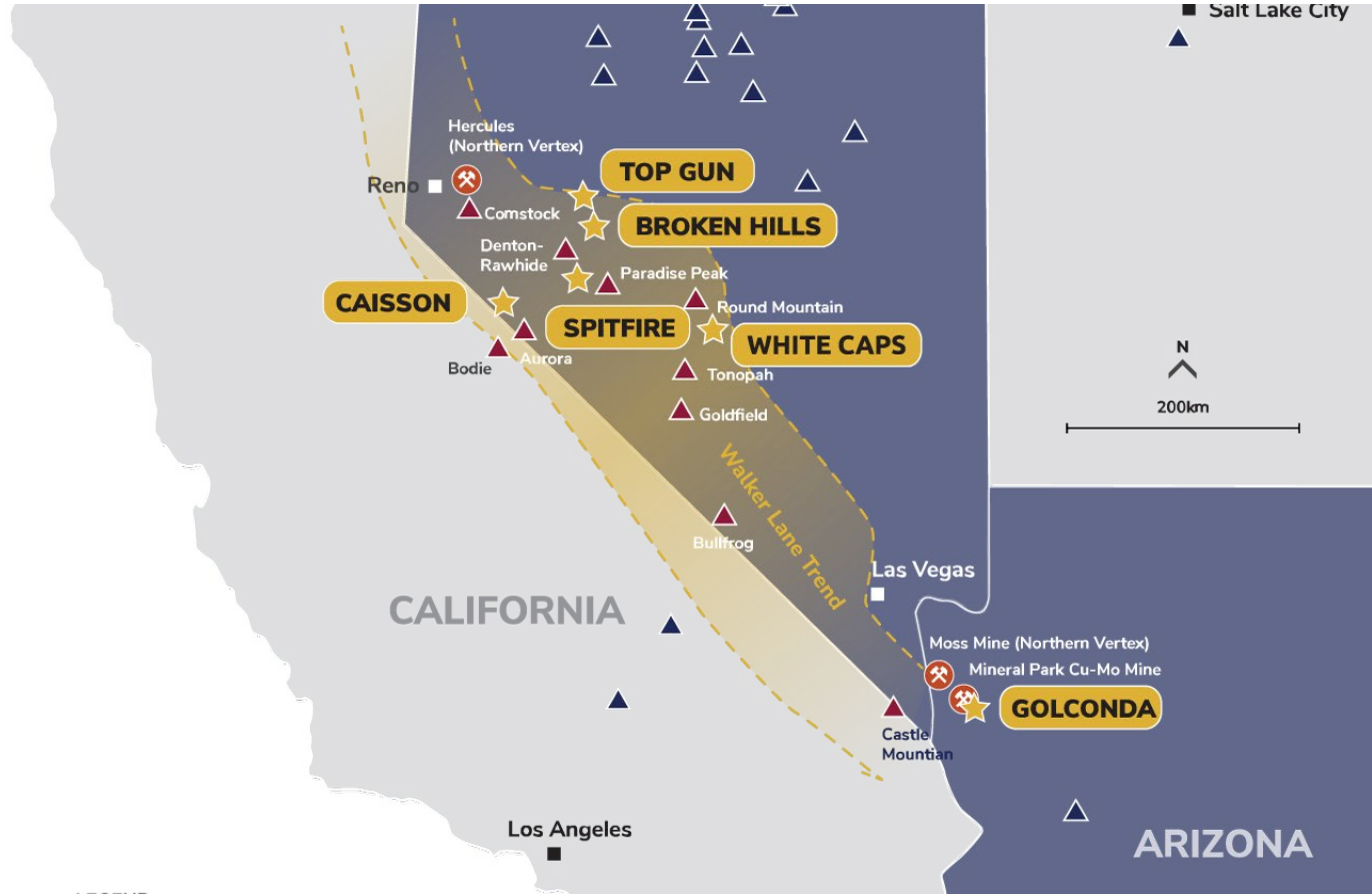 Salt Lake City
Hercules
(Northern Vertex)
TOP GUN
Reno
Comstock
BROKEN HILLS
Denton-
Rawhide
Paradise Peak
CAISSON
Round Mountain
SPITFIRE
WHITE CAPS
Aurora
Bodie
Tonopah
Goldfield
N
200km
Walker Lane Trend
Bullfrog
Las Vegas
CALIFORNIA
Moss Mine (Northern Vertex)
Mineral Park Cu-Mo Mine
GOLCONDA
Castle
Mountian
Los Angeles
ARIZONA